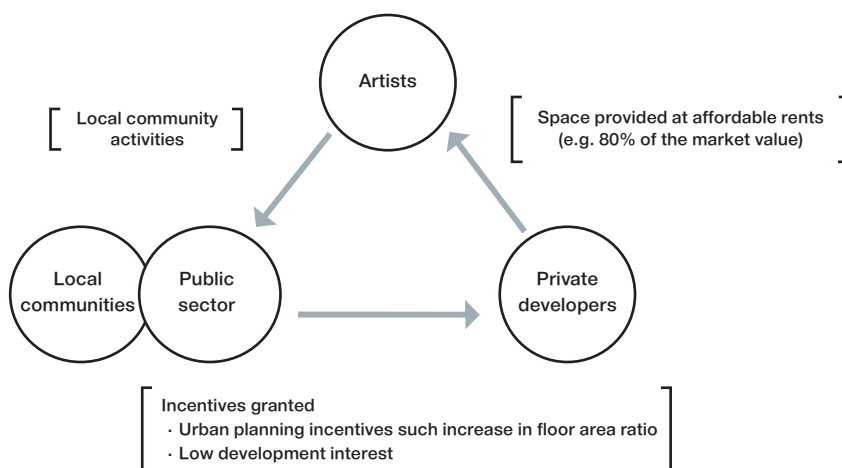 Artists
Local community
activities
Space provided at affordable rents
(e.g. 80% of the market value)
Local
communities
Public
sector
Private
developers
Incentives granted
· Urban planning incentives such increase in floor area ratio
· Low development interest